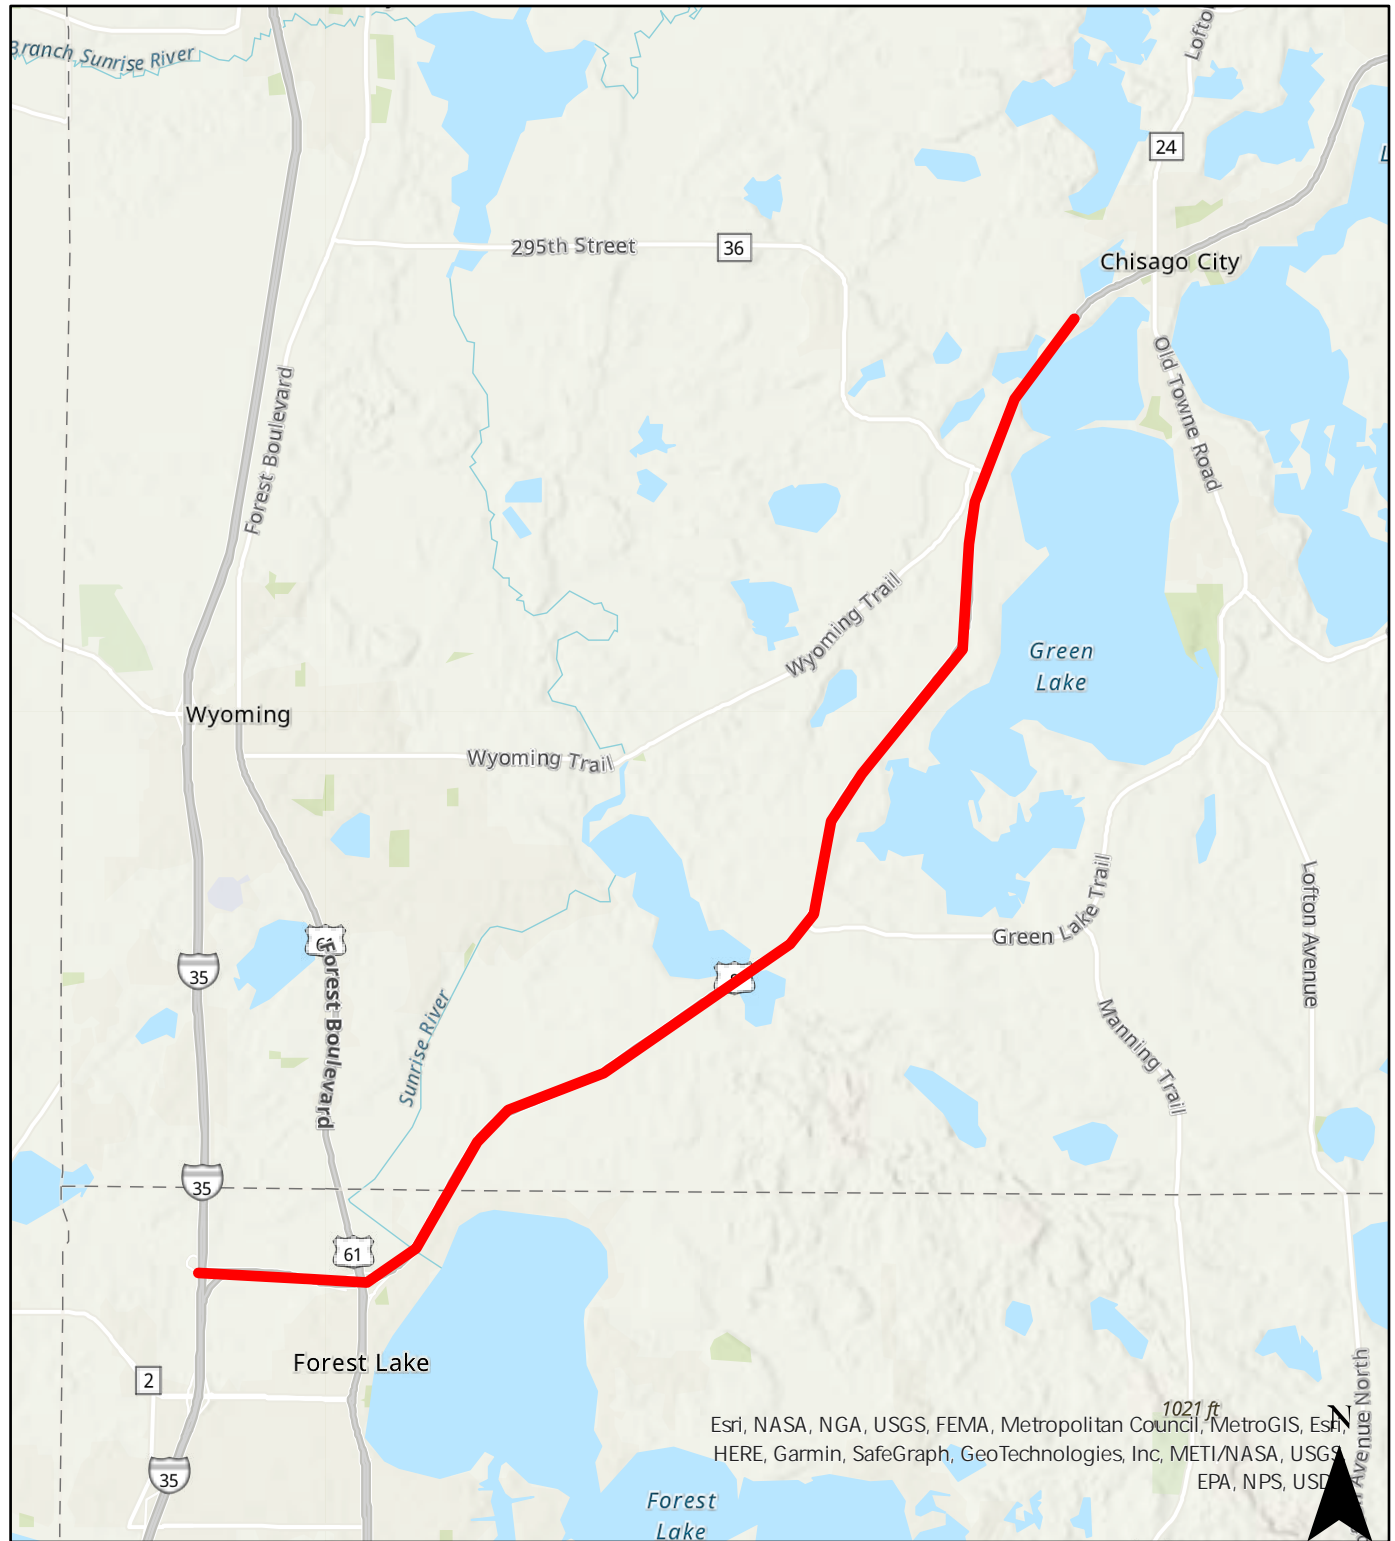 Branch Sunrise River
24
295th Street
36
Chisago City
Forest Boulevard
Old Towne Road
Wyoming Trail
Green
Lake
Wyoming
Wyoming Trail
Green Lake Trail
Lofton Avenue
35
Forest Boulevard
8
Sunrise River
Manning Trail
35
61
Forest Lake
2
1021 ft
N
Esri, NASA, NGA, USGS, FEMA, Metropolitan Council, MetroGIS, Esri,
HERE, Garmin, SafeGraph, GeoTechnologies, Inc, METI/NASA, USGS,
EPA, NPS,
35
Avenue North
Forest
Lake